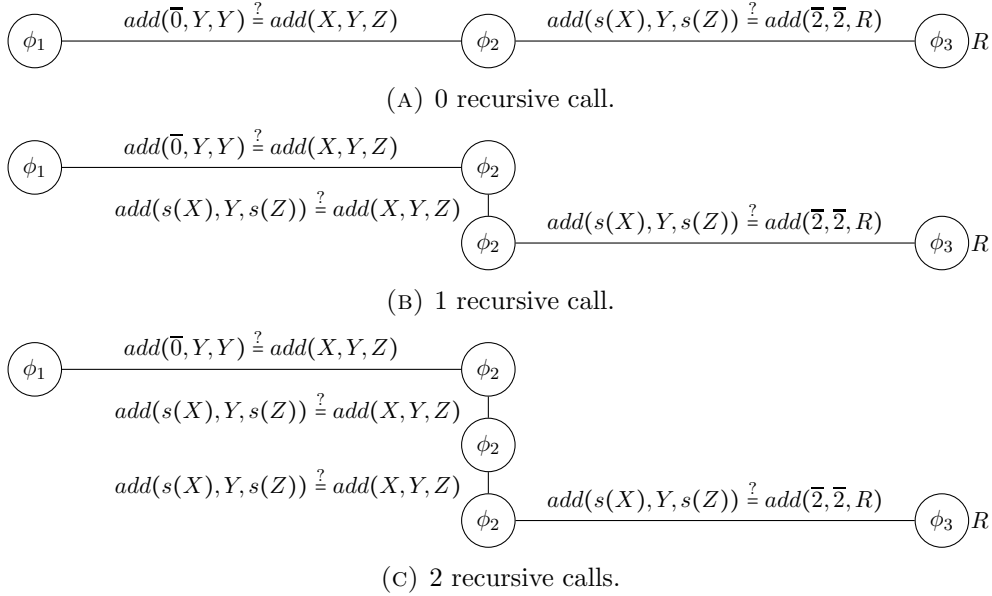 add(0̅, Y, Y) ≟ add(X, Y, Z) add(s(X), Y, s(Z)) ≟ add(2̅, 2̅, R)
ϕ₁ ϕ₂ ϕ₃ R
(A) 0 recursive call.
add(0̅, Y, Y) ≟ add(X, Y, Z)
ϕ₁ ϕ₂
add(s(X), Y, s(Z)) ≟ add(X, Y, Z)
add(s(X), Y, s(Z)) ≟ add(2̅, 2̅, R)
ϕ₂ ϕ₃ R
(B) 1 recursive call.
add(0̅, Y, Y) ≟ add(X, Y, Z)
ϕ₁ ϕ₂
add(s(X), Y, s(Z)) ≟ add(X, Y, Z)
ϕ₂
add(s(X), Y, s(Z)) ≟ add(X, Y, Z)
add(s(X), Y, s(Z)) ≟ add(2̅, 2̅, R)
ϕ₂ ϕ₃ R
(C) 2 recursive calls.